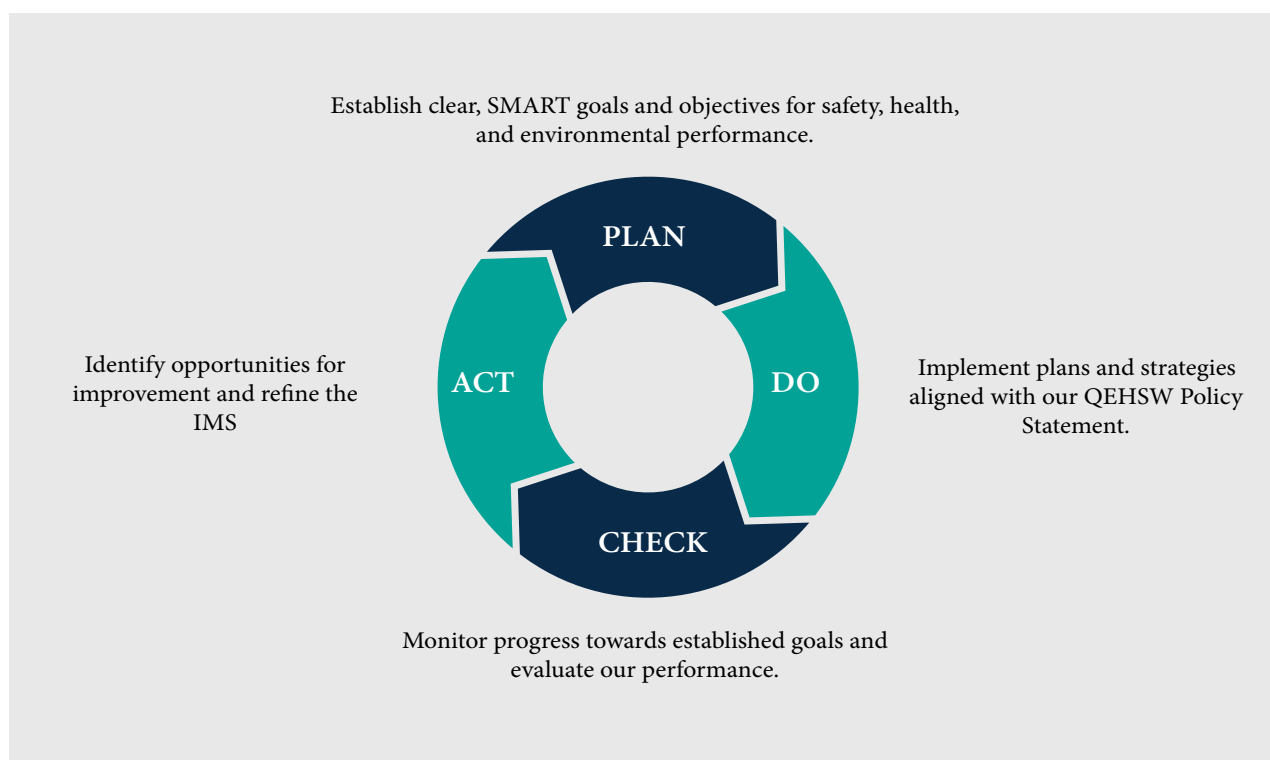 Establish clear, SMART goals and objectives for safety, health,
and environmental performance.
PLAN
DO
Implement plans and strategies
aligned with our QEHSW Policy
Statement.
CHECK
Monitor progress towards established goals and
evaluate our performance.
ACT
Identify opportunities for
improvement and refine the
IMS